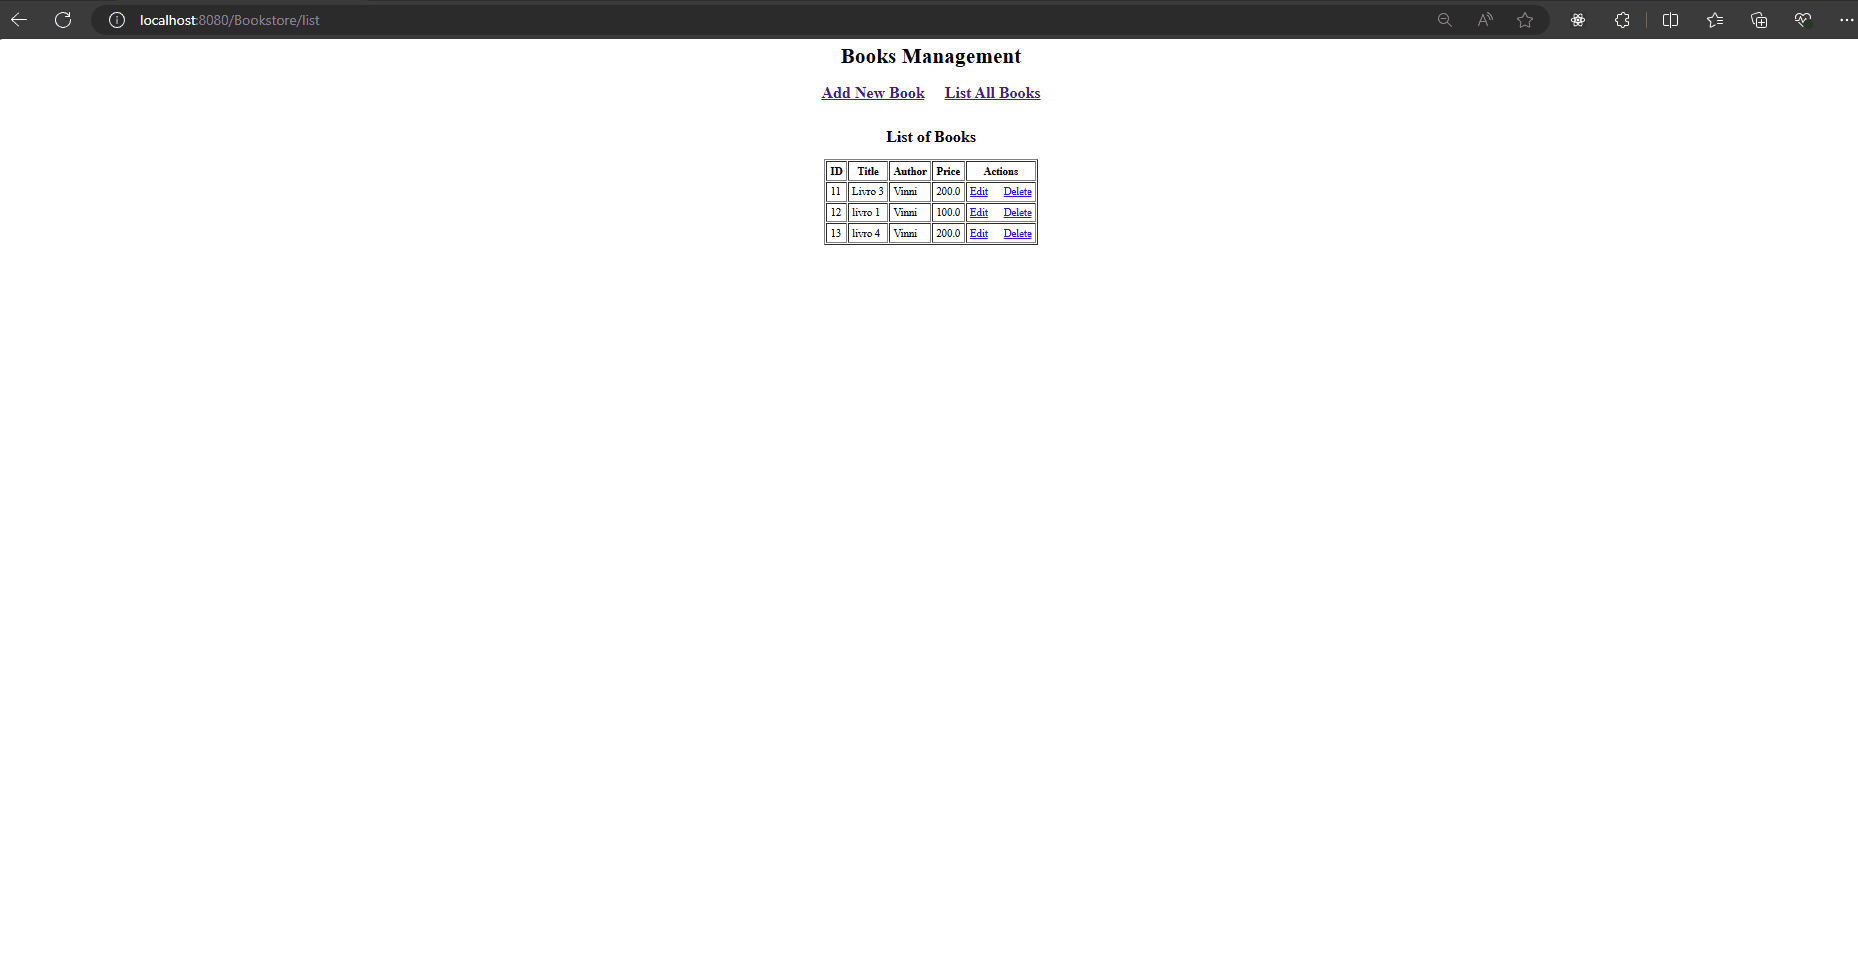 localhost:8080/Bookstore/list
Books Management
Add New Book List All Books
List of Books
ID Title Author Price Actions
11 Livro 3 Vinni 200.0 Edit Delete
12 livro 1 Vinni 100.0 Edit Delete
13 livro 4 Vinni 200.0 Edit Delete